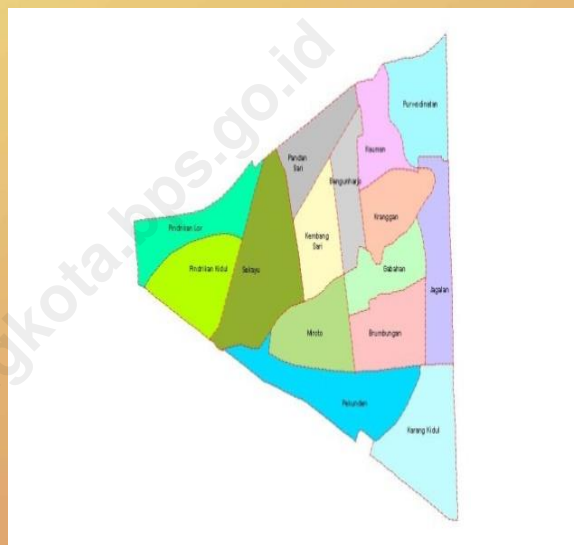 Purwodinatan
Kauman
Pandan
Sari
Bangunharjo
Kranggan
Pindrikan Lor
Kembang
Sari
Pindrikan Kidul
Sekayu
Gabahan
Jagalan
Miroto
Brumbungan
Pekunden
Karang Kidul
gkota.bps.go.id